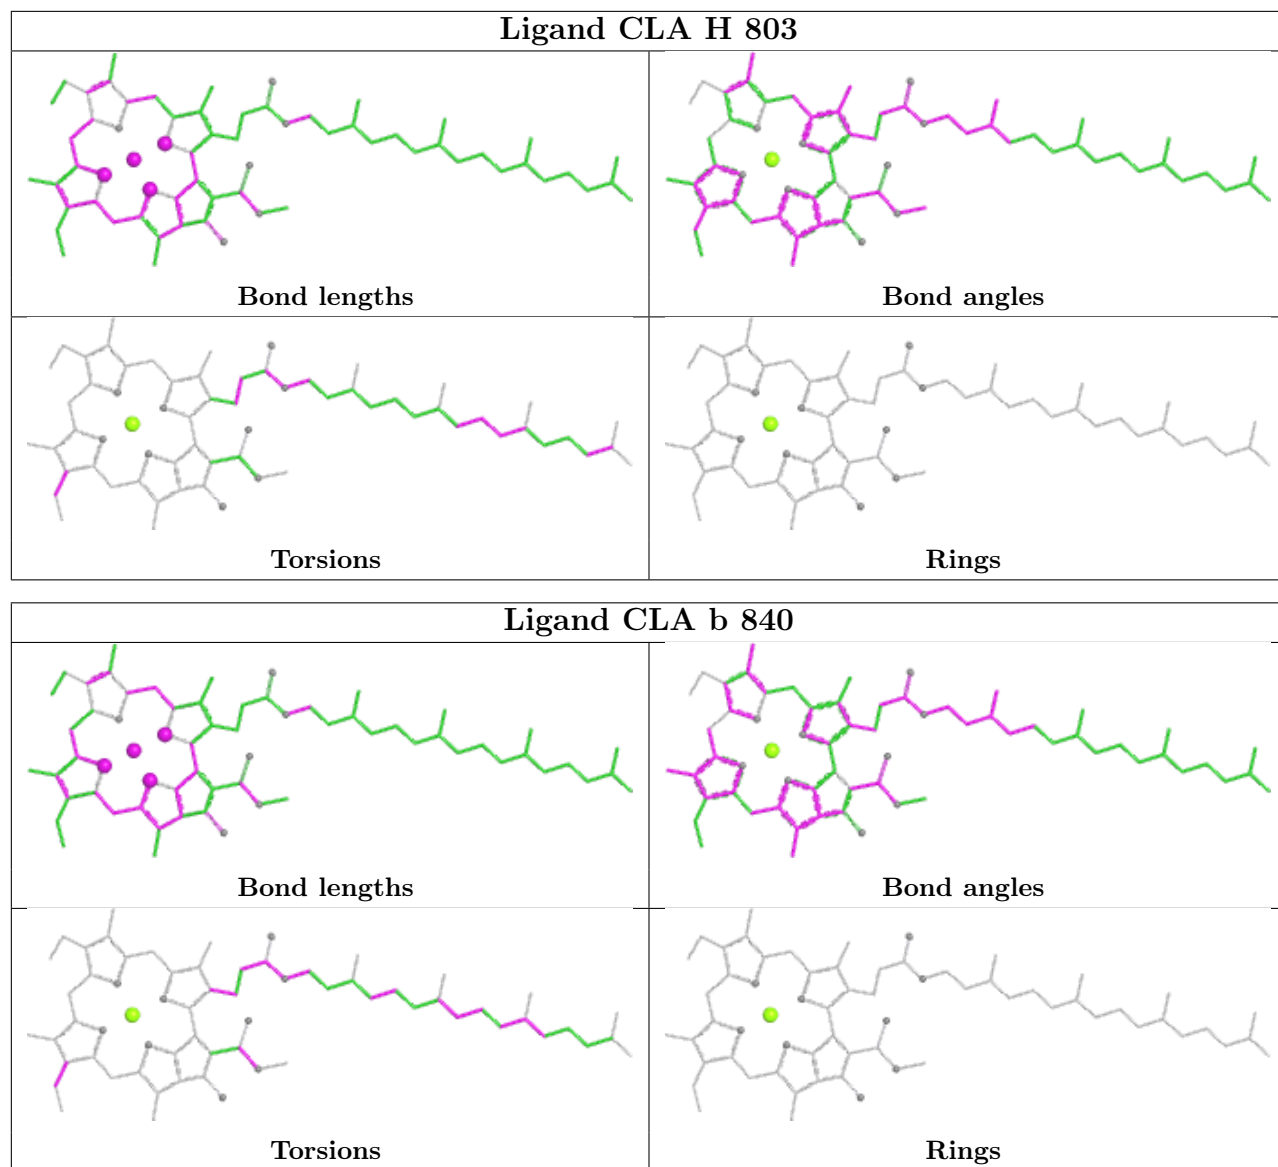 Ligand CLA H 803
Bond lengths
Bond angles
Torsions
Rings
Ligand CLA b 840
Bond lengths
Bond angles
Torsions
Rings